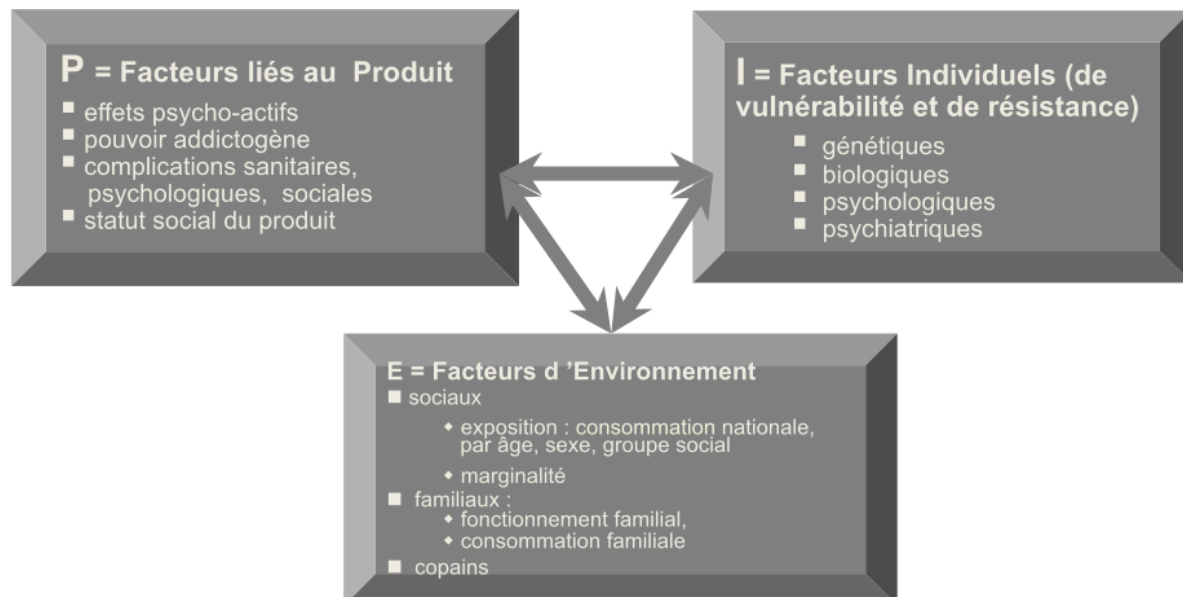 P = Facteurs liés au Produit
▪ effets psycho-actifs
▪ pouvoir addictogène
▪ complications sanitaires,
psychologiques, sociales
▪ statut social du produit
I = Facteurs Individuels (de
vulnérabilité et de résistance)
▪ génétiques
▪ biologiques
▪ psychologiques
▪ psychiatriques
E = Facteurs d ’Environnement
▪ sociaux
◆ exposition : consommation nationale,
par âge, sexe, groupe social
◆ marginalité
▪ familiaux :
◆ fonctionnement familial,
◆ consommation familiale
▪ copains